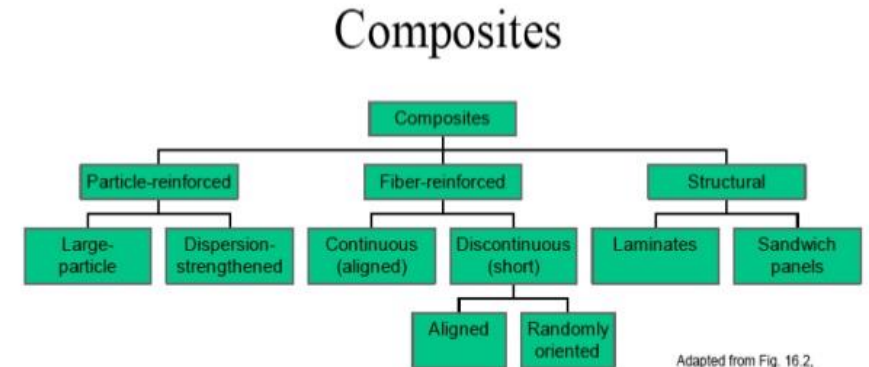 Composites
Composites
Particle-reinforced
Fiber-reinforced
Structural
Large-
particle
Dispersion-
strengthened
Continuous
(aligned)
Discontinuous
(short)
Laminates
Sandwich
panels
Aligned
Randomly
oriented
Adapted from Fig. 16.2,